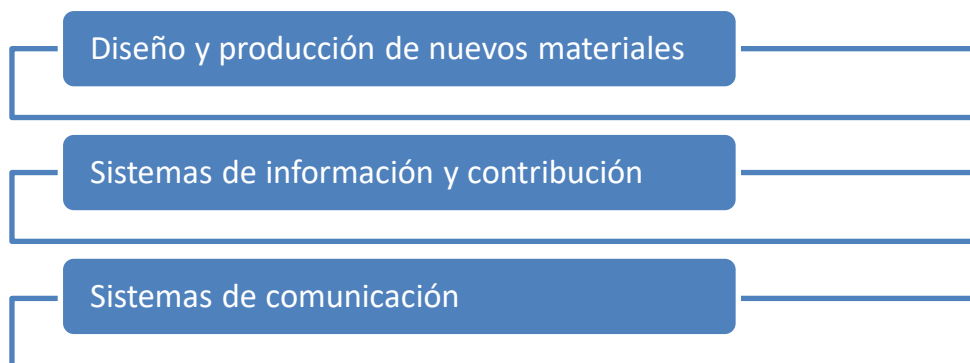 Diseño y producción de nuevos materiales
Sistemas de información y contribución
Sistemas de comunicación